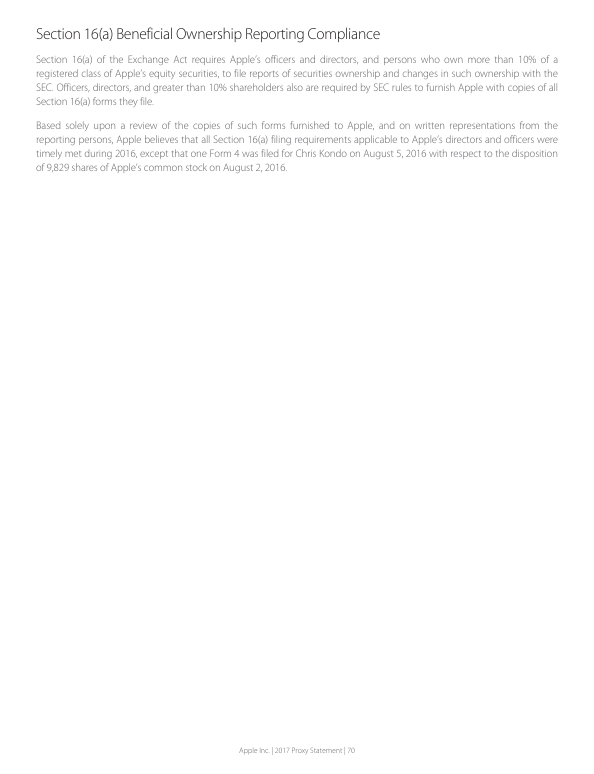 Section 16(a) Beneficial Ownership Reporting Compliance
Section 16(a) of the Exchange Act requires Apple’s officers and directors, and persons who own more than 10% of a
registered class of Apple’s equity securities, to file reports of securities ownership and changes in such ownership with the
SEC. Officers, directors, and greater than 10% shareholders also are required by SEC rules to furnish Apple with copies of all
Section 16(a) forms they file.
Based solely upon a review of the copies of such forms furnished to Apple, and on written representations from the
reporting persons, Apple believes that all Section 16(a) filing requirements applicable to Apple’s directors and officers were
timely met during 2016, except that one Form 4 was filed for Chris Kondo on August 5, 2016 with respect to the disposition
of 9,829 shares of Apple’s common stock on August 2, 2016.
Apple Inc. | 2017 Proxy Statement | 70